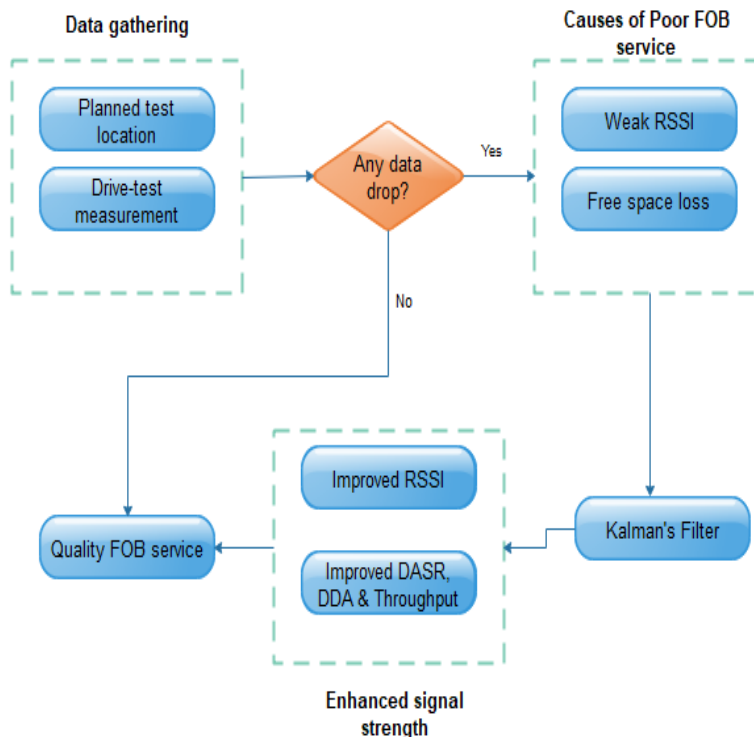 Data gathering
Planned test
location
Drive-test
measurement
Any data
drop?
Yes
No
Causes of Poor FOB
service
Weak RSSI
Free space loss
Kalman's Filter
Improved RSSI
Improved DASR,
DDA & Throughput
Enhanced signal
strength
Quality FOB service